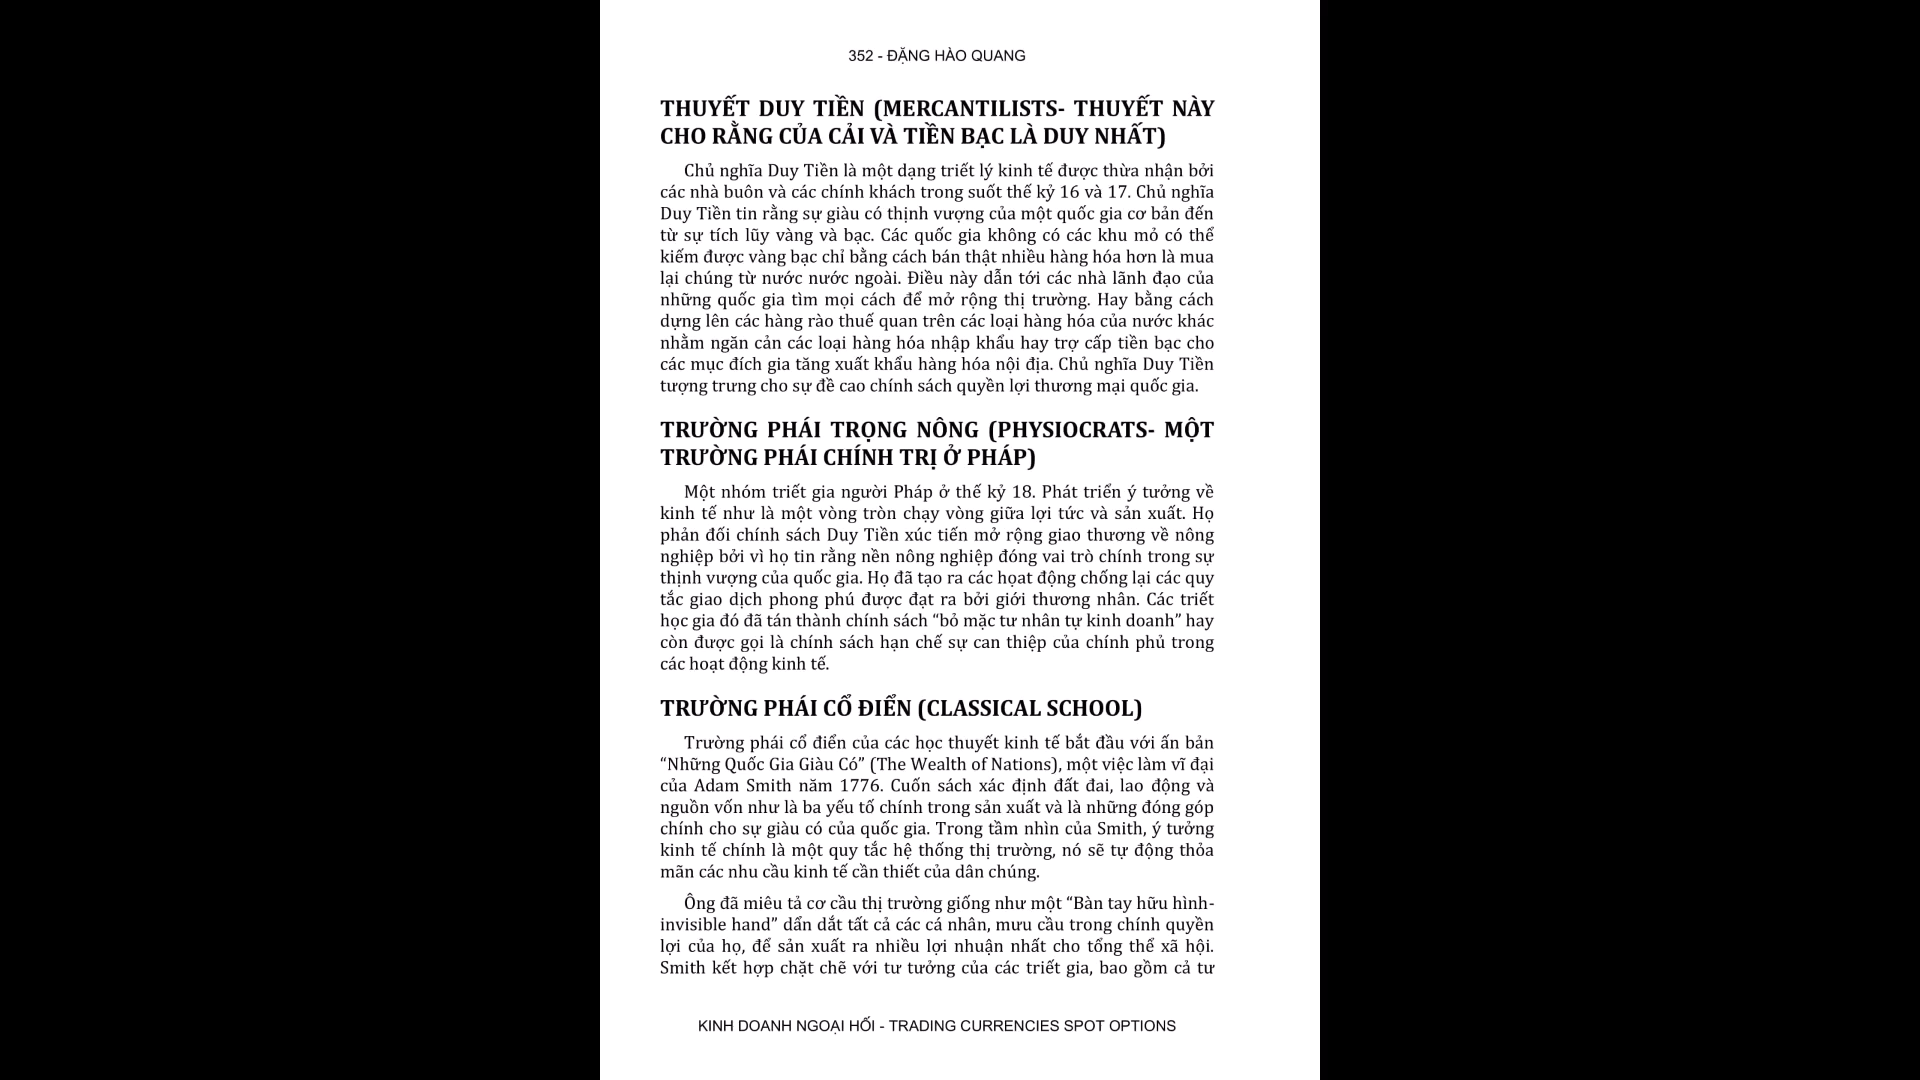 352 - ĐẶNG HÀO QUANG
THUYẾT DUY TIỀN (MERCANTILISTS- THUYẾT NÀY
CHO RẰNG CỦA CẢI VÀ TIỀN BẠC LÀ DUY NHẤT)
Chủ nghĩa Duy Tiền là một dạng triết lý kinh tế được thừa nhận bởi
các nhà buôn và các chính khách trong suốt thế kỷ 16 và 17. Chủ nghĩa
Duy Tiền tin rằng sự giàu có thịnh vượng của một quốc gia cơ bản đến
từ sự tích lũy vàng và bạc. Các quốc gia không có các khu mỏ có thể
kiếm được vàng bạc chỉ bằng cách bán thật nhiều hàng hóa hơn là mua
lại chúng từ nước nước ngoài. Điều này dẫn tới các nhà lãnh đạo của
những quốc gia tìm mọi cách để mở rộng thị trường. Hay bằng cách
dựng lên các hàng rào thuế quan trên các loại hàng hóa của nước khác
nhằm ngăn cản các loại hàng hóa nhập khẩu hay trợ cấp tiền bạc cho
các mục đích gia tăng xuất khẩu hàng hóa nội địa. Chủ nghĩa Duy Tiền
tượng trưng cho sự đề cao chính sách quyền lợi thương mại quốc gia.
TRƯỜNG PHÁI TRỌNG NÔNG (PHYSIOCRATS- MỘT
TRƯỜNG PHÁI CHÍNH TRỊ Ở PHÁP)
Một nhóm triết gia người Pháp ở thế kỷ 18. Phát triển ý tưởng về
kinh tế như là một vòng tròn chạy vòng giữa lợi tức và sản xuất. Họ
phản đối chính sách Duy Tiền xúc tiến mở rộng giao thương về nông
nghiệp bởi vì họ tin rằng nền nông nghiệp đóng vai trò chính trong sự
thịnh vượng của quốc gia. Họ đã tạo ra các họat động chống lại các quy
tắc giao dịch phong phú được đạt ra bởi giới thương nhân. Các triết
học gia đó đã tán thành chính sách “bỏ mặc tư nhân tự kinh doanh” hay
còn được gọi là chính sách hạn chế sự can thiệp của chính phủ trong
các hoạt động kinh tế.
TRƯỜNG PHÁI CỔ ĐIỂN (CLASSICAL SCHOOL)
Trường phái cổ điển của các học thuyết kinh tế bắt đầu với ấn bản
“Những Quốc Gia Giàu Có” (The Wealth of Nations), một việc làm vĩ đại
của Adam Smith năm 1776. Cuốn sách xác định đất đai, lao động và
nguồn vốn như là ba yếu tố chính trong sản xuất và là những đóng góp
chính cho sự giàu có của quốc gia. Trong tầm nhìn của Smith, ý tưởng
kinh tế chính là một quy tắc hệ thống thị trường, nó sẽ tự động thỏa
mãn các nhu cầu kinh tế cần thiết của dân chúng.
Ông đã miêu tả cơ cầu thị trường giống như một “Bàn tay hữu hình-
invisible hand” dẩn dắt tất cả các cá nhân, mưu cầu trong chính quyền
lợi của họ, để sản xuất ra nhiều lợi nhuận nhất cho tổng thể xã hội.
Smith kết hợp chặt chẽ với tư tưởng của các triết gia, bao gồm cả tư
KINH DOANH NGOẠI HỐI - TRADING CURRENCIES SPOT OPTIONS